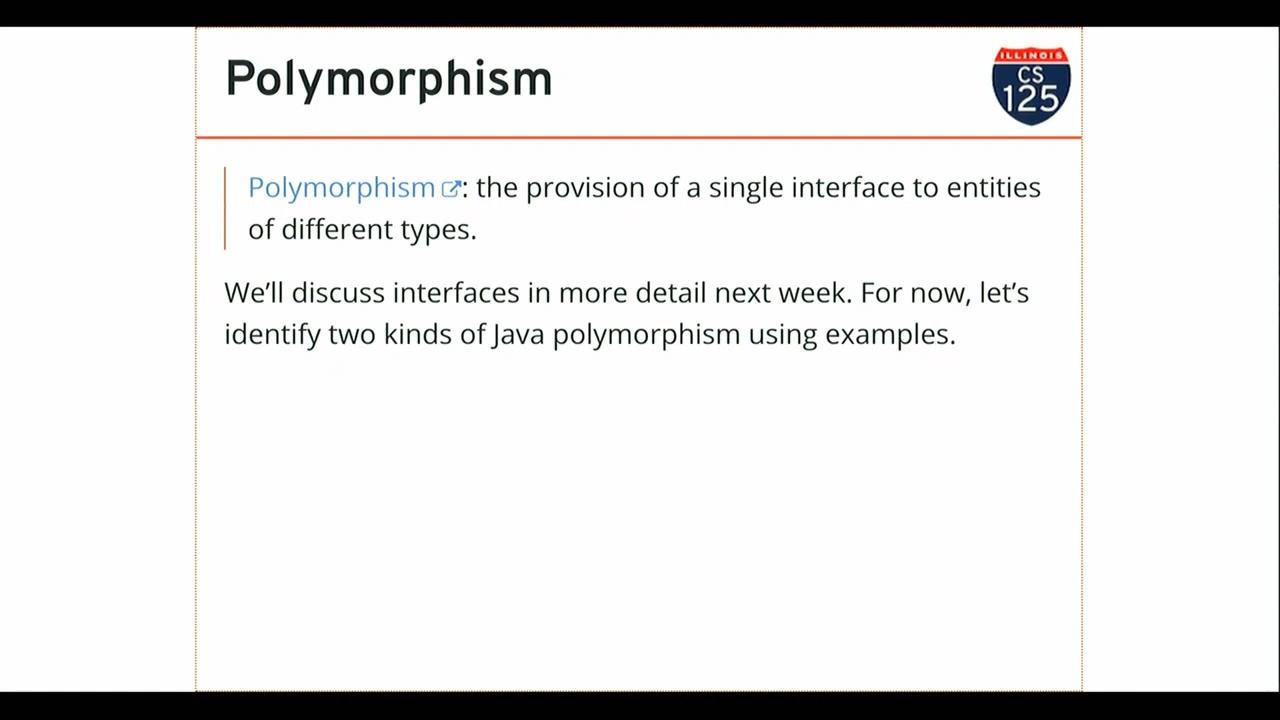 Polymorphism
ILLINOIS
CS
125
Polymorphism: the provision of a single interface to entities
of different types.
We’ll discuss interfaces in more detail next week. For now, let’s
identify two kinds of Java polymorphism using examples.